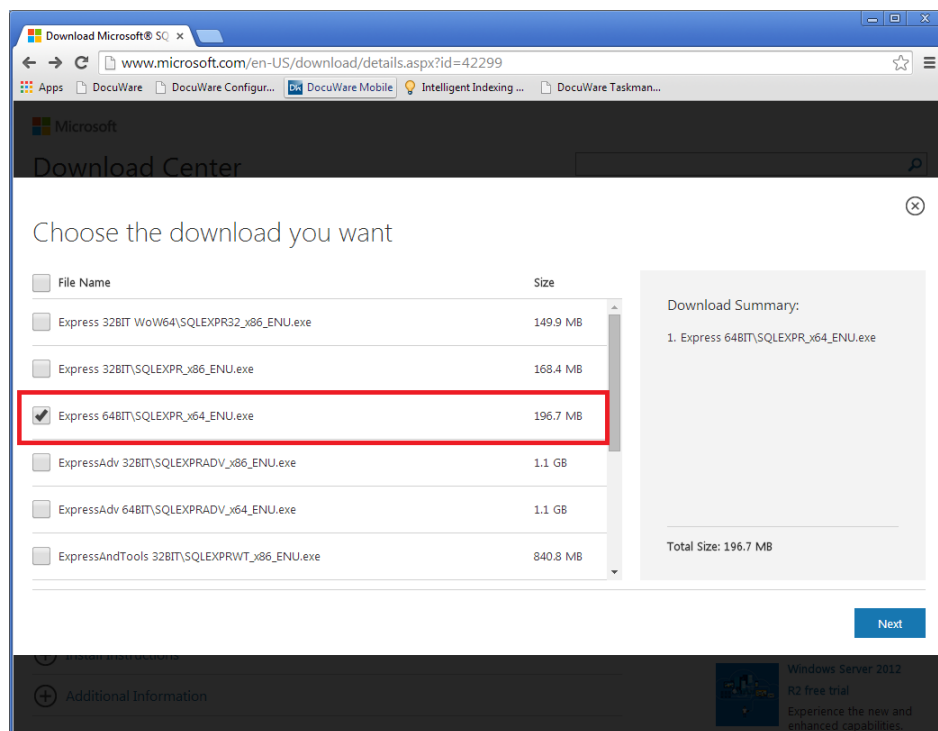 Download Microsoft® SQ ×
www.microsoft.com/en-US/download/details.aspx?id=42299
Apps DocuWare DocuWare Configur... DW DocuWare Mobile Intelligent Indexing ... DocuWare Taskman...
Microsoft
Download Center
Choose the download you want
File Name Size
Express 32BIT WoW64\SQLEXPR32_x86_ENU.exe 149.9 MB
Express 32BIT\SQLEXPR_x86_ENU.exe 168.4 MB
Express 64BIT\SQLEXPR_x64_ENU.exe 196.7 MB
ExpressAdv 32BIT\SQLEXPRADV_x86_ENU.exe 1.1 GB
ExpressAdv 64BIT\SQLEXPRADV_x64_ENU.exe 1.1 GB
ExpressAndTools 32BIT\SQLEXPRWT_x86_ENU.exe 840.8 MB
Download Summary:
1. Express 64BIT\SQLEXPR_x64_ENU.exe
Total Size: 196.7 MB
Next
Install Instructions
Additional Information
Windows Server 2012
R2 free trial
Experience the new and
enhanced capabilities.